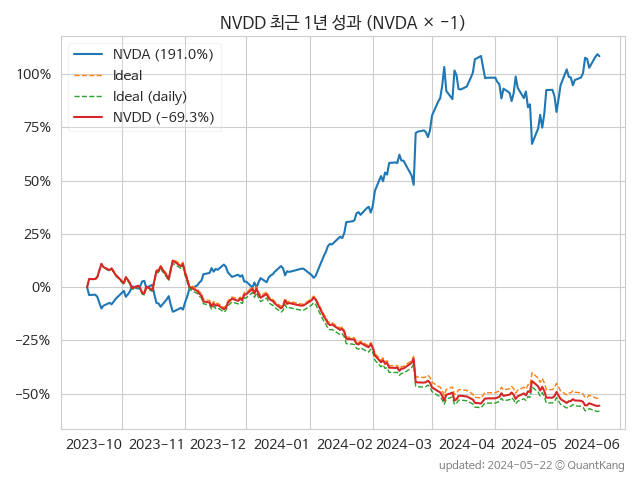 NVDD 최근 1년 성과 (NVDA × −1)
NVDA (191.0%)
Ideal
Ideal (daily)
NVDD (−69.3%)
100%
75%
50%
25%
0%
−25%
−50%
2023-10 2023-11 2023-12 2024-01 2024-02 2024-03 2024-04 2024-05 2024-06
updated: 2024-05-22 © QuantKang